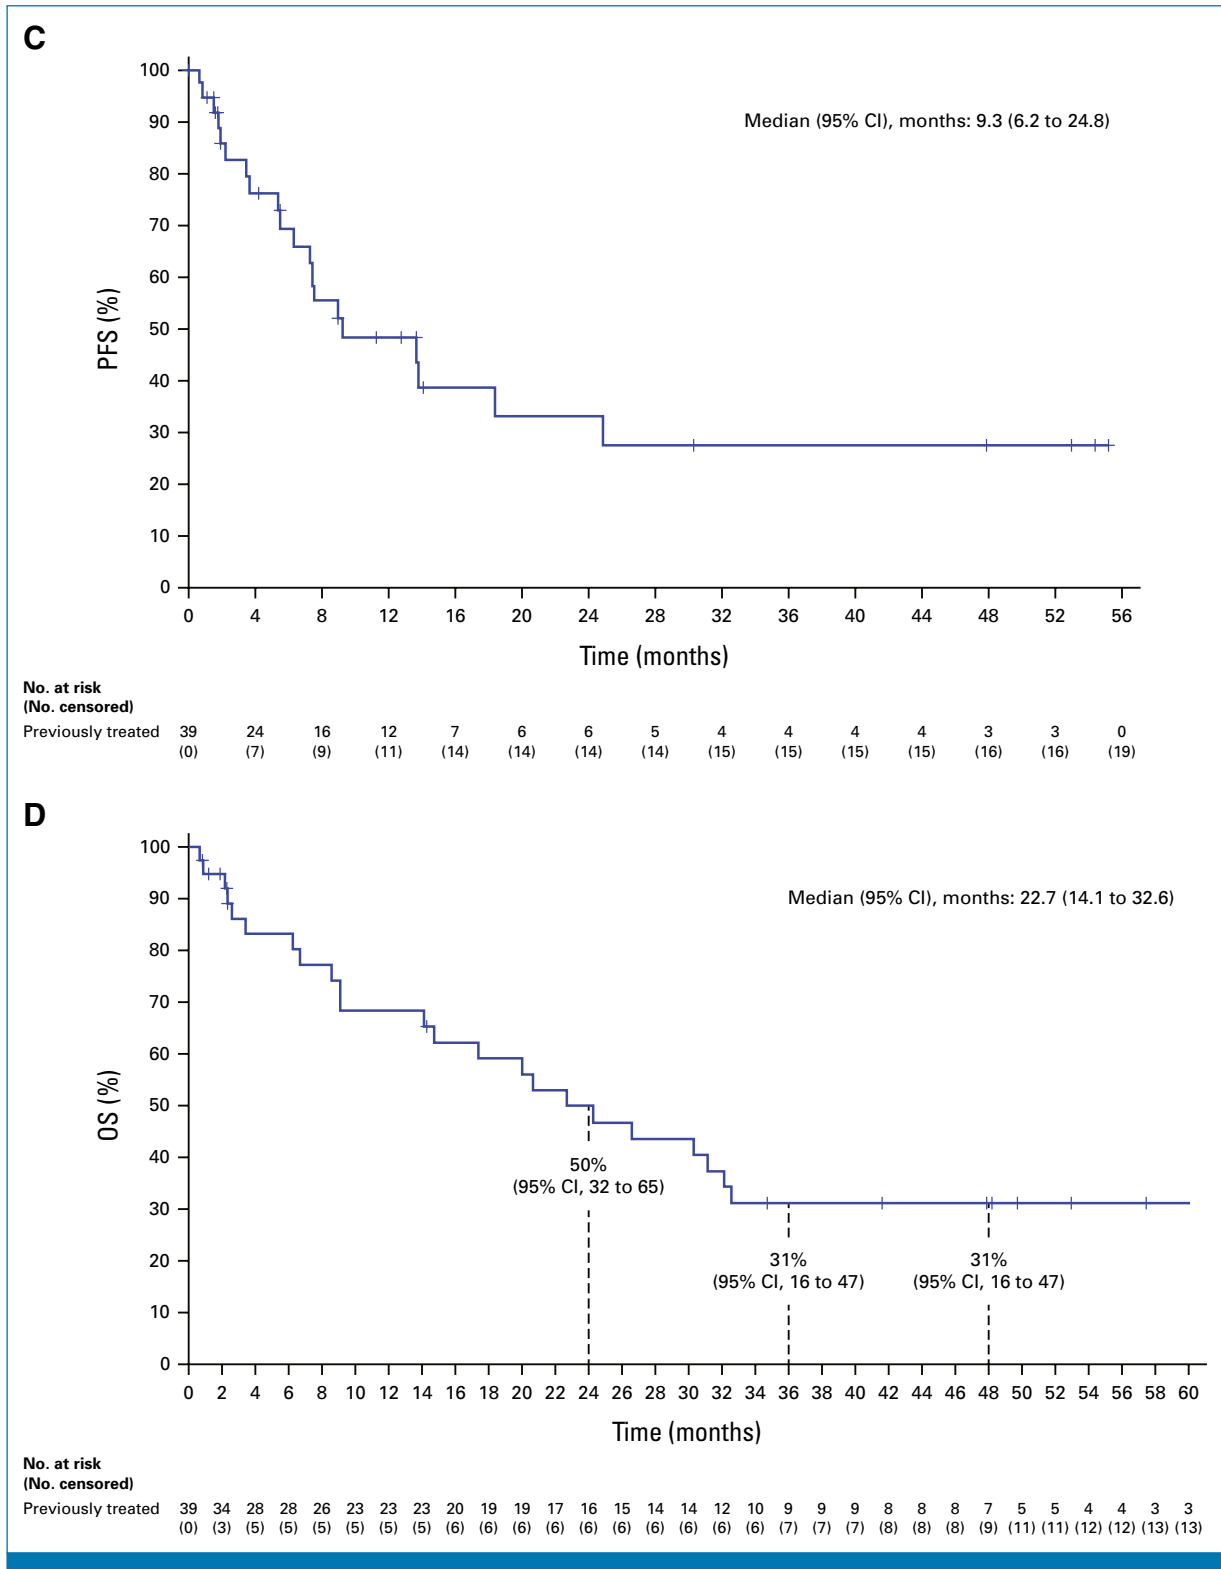 C
100
90
80
70
60
50
40
30
20
10
0
PFS (%)
Median (95% CI), months: 9.3 (6.2 to 24.8)
0 4 8 12 16 20 24 28 32 36 40 44 48 52 56
Time (months)
No. at risk
(No. censored)
Previously treated 39 24 16 12 7 6 6 5 4 4 4 4 3 3 0
(0) (7) (9) (11) (14) (14) (14) (14) (15) (15) (15) (15) (16) (16) (19)
D
100
90
80
70
60
50
40
30
20
10
0
OS (%)
Median (95% CI), months: 22.7 (14.1 to 32.6)
50%
(95% CI, 32 to 65)
31%
(95% CI, 16 to 47)
31%
(95% CI, 16 to 47)
0 2 4 6 8 10 12 14 16 18 20 22 24 26 28 30 32 34 36 38 40 42 44 46 48 50 52 54 56 58 60
Time (months)
No. at risk
(No. censored)
Previously treated 39 34 28 28 26 23 23 23 20 19 19 17 16 15 14 14 12 10 9 9 9 8 8 8 7 5 5 4 4 3 3
(0) (3) (5) (5) (5) (5) (5) (5) (6) (6) (6) (6) (6) (6) (6) (6) (6) (6) (7) (7) (7) (8) (8) (8) (9) (11) (11) (12) (12) (13) (13)